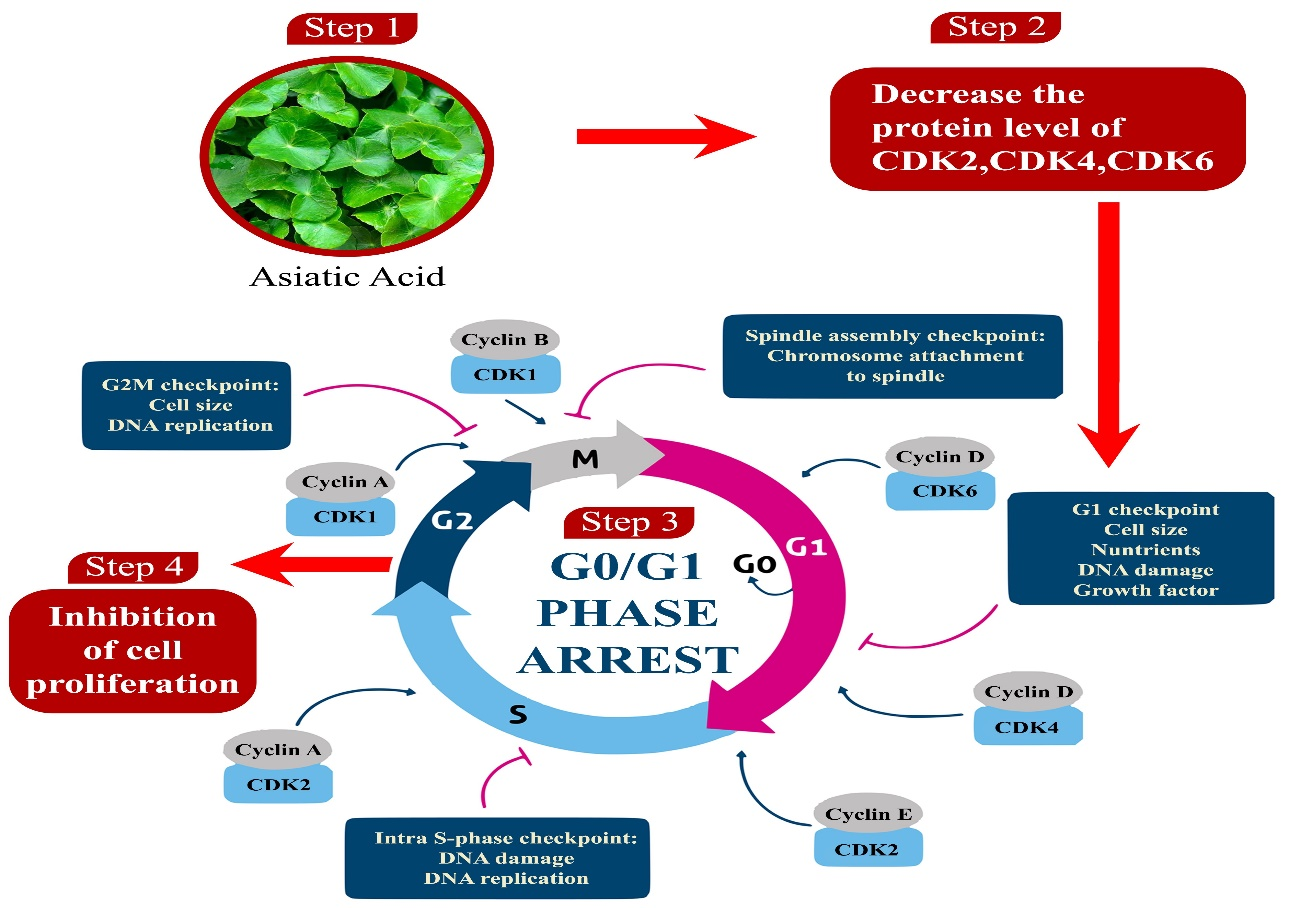 Step 1
Step 2
Decrease the
protein level of
CDK2,CDK4,CDK6
Asiatic Acid
Cyclin B
CDK1
Spindle assembly checkpoint:
Chromosome attachment
to spindle
G2M checkpoint:
Cell size
DNA replication
Cyclin A
CDK1
M
Cyclin D
CDK6
G2
G1
G0
Step 3
G0/G1
PHASE
ARREST
G1 checkpoint
Cell size
Nuntrients
DNA damage
Growth factor
Step 4
Inhibition
of cell
proliferation
S
Cyclin D
CDK4
Cyclin A
CDK2
Cyclin E
CDK2
Intra S-phase checkpoint:
DNA damage
DNA replication